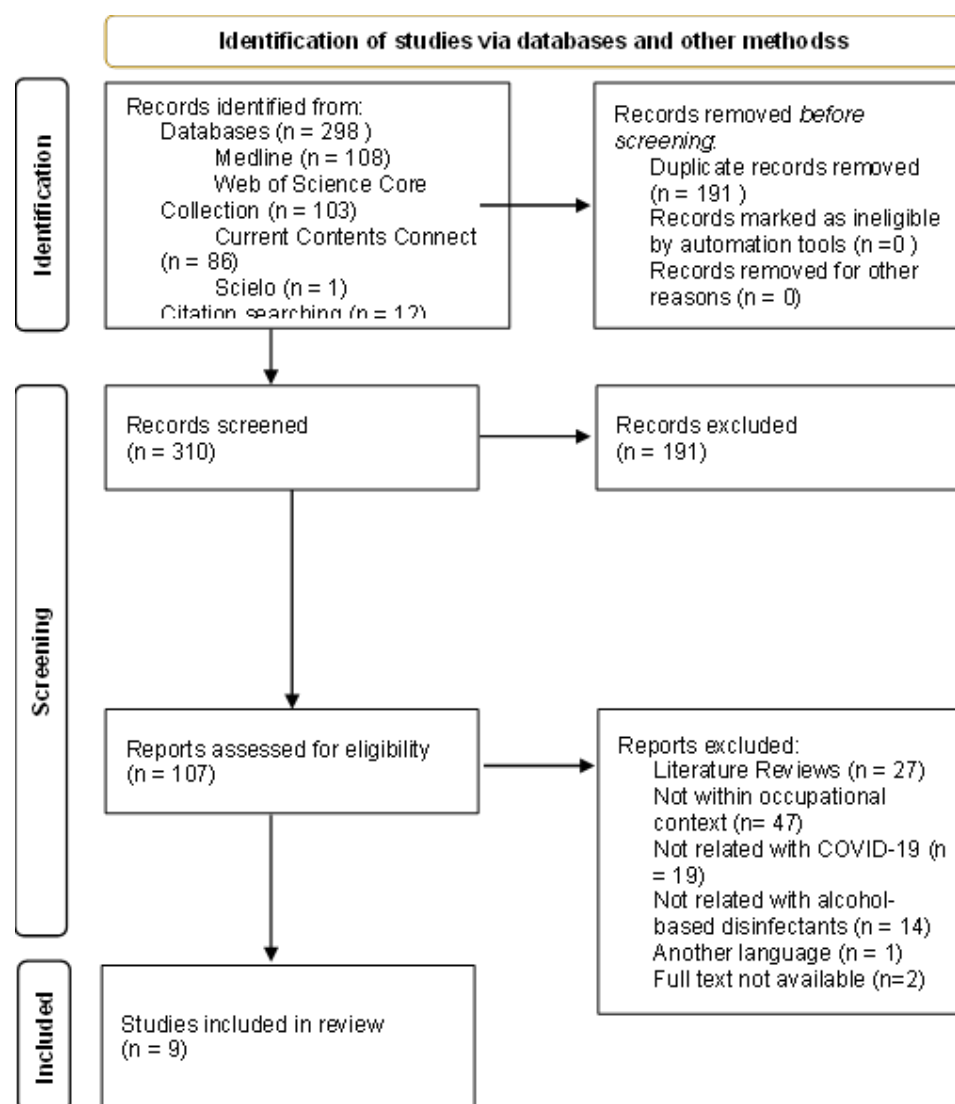 Identification of studies via databases and other methodss
Identification
Records identified from:
Databases (n = 298 )
Medline (n = 108)
Web of Science Core
Collection (n = 103)
Current Contents Connect
(n = 86)
Scielo (n = 1)
Citation searching (n = 12)
Records removed before
screening:
Duplicate records removed
(n = 191 )
Records marked as ineligible
by automation tools (n =0 )
Records removed for other
reasons (n = 0)
Screening
Records screened
(n = 310)
Records excluded
(n = 191)
Reports assessed for eligibility
(n = 107)
Reports excluded:
Literature Reviews (n = 27)
Not within occupational
context (n= 47)
Not related with COVID-19 (n
= 19)
Not related with alcohol-
based disinfectants (n = 14)
Another language (n = 1)
Full text not available (n=2)
Included
Studies included in review
(n = 9)